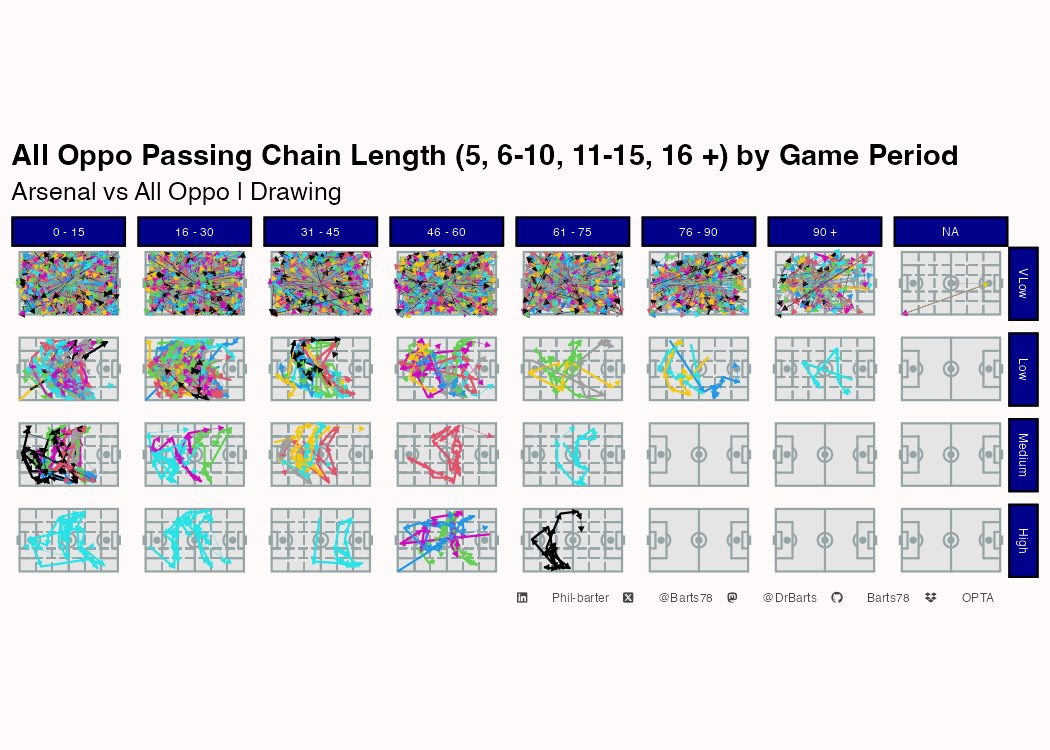 All Oppo Passing Chain Length (5, 6-10, 11-15, 16 +) by Game Period
Arsenal vs All Oppo | Drawing
0 - 15 16 - 30 31 - 45 46 - 60 61 - 75 76 - 90 90 + NA
VLow
Low
Medium
High
Phil-barter @Barts78 @DrBarts Barts78 OPTA